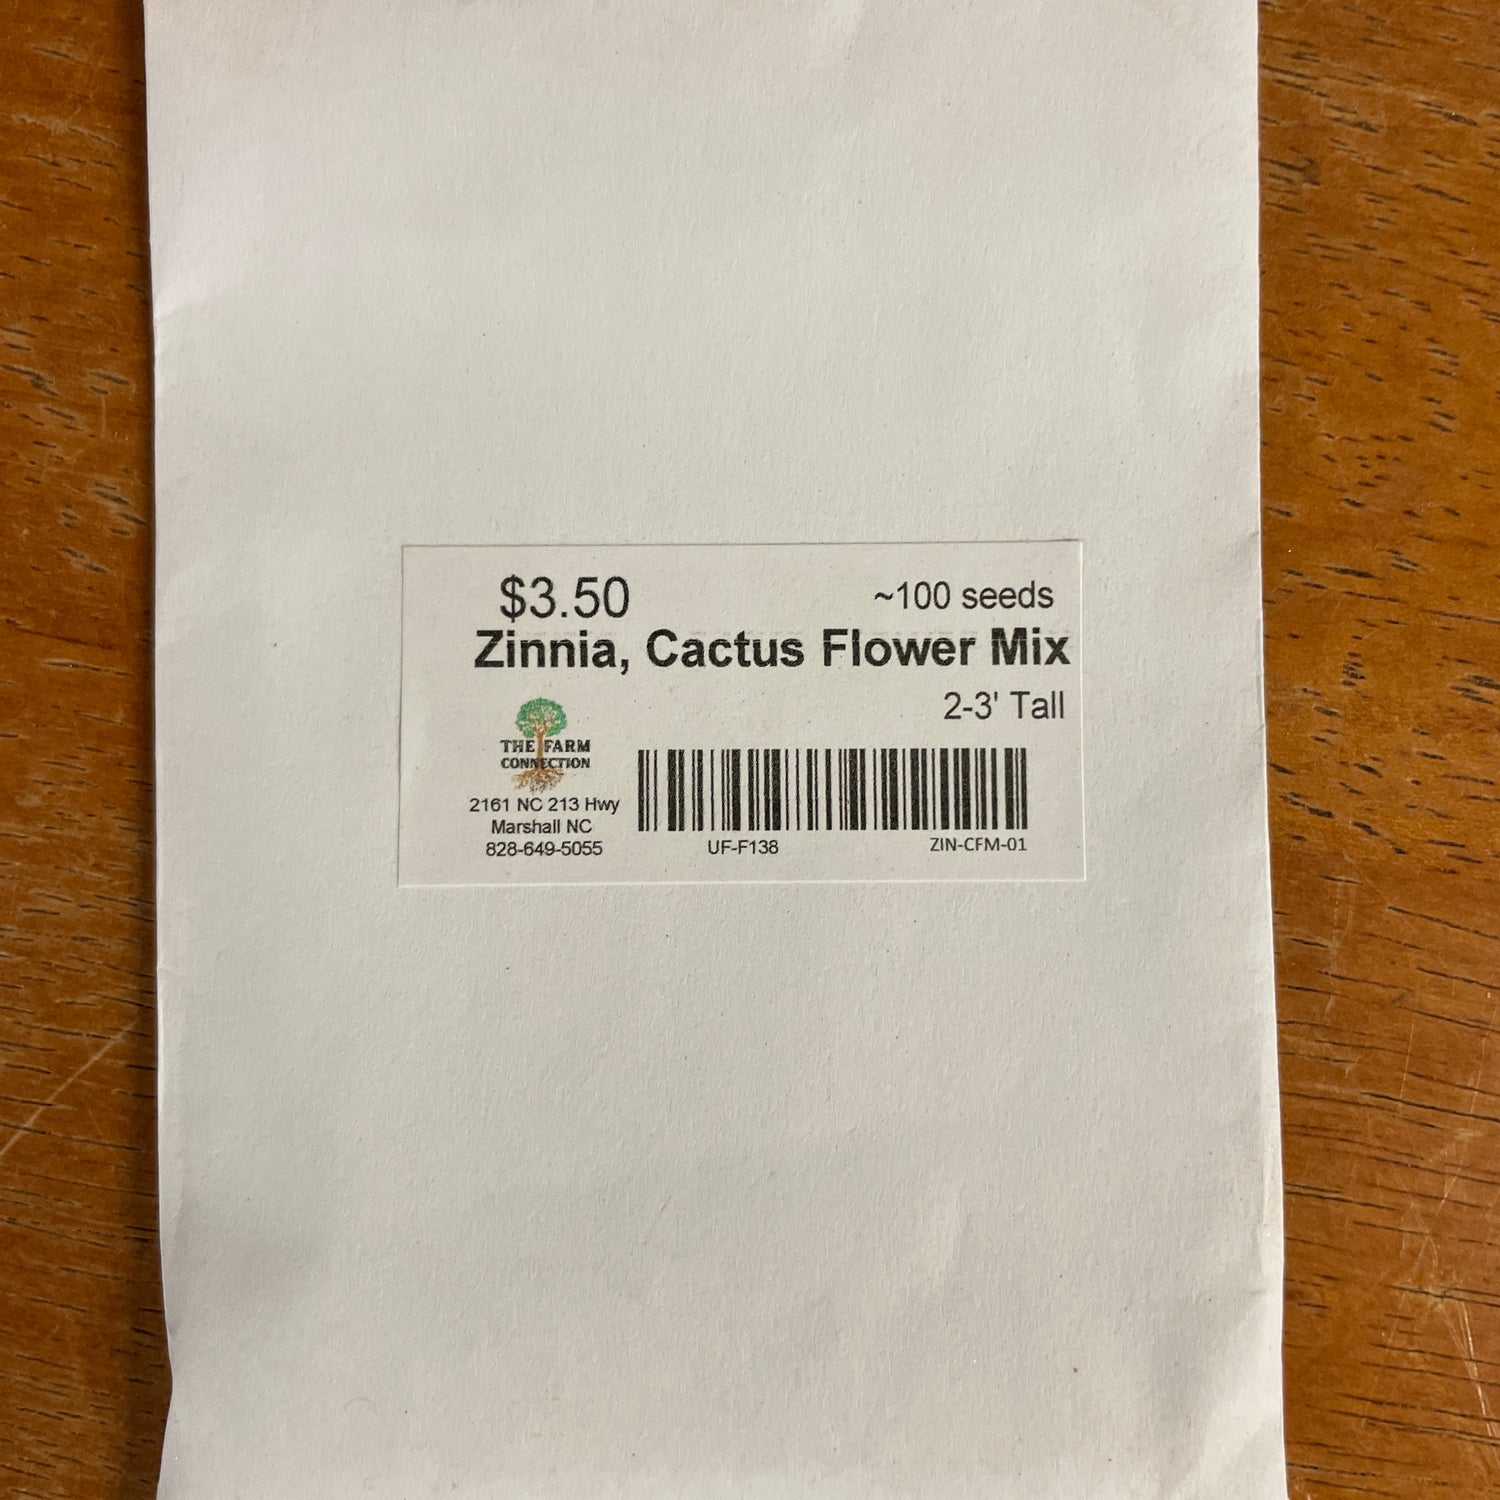 $3.50 ~100 seeds
Zinnia, Cactus Flower Mix
2-3' Tall
THE FARM
CONNECTION
2161 NC 213 Hwy
Marshall NC
828-649-5055
UF-F138 ZIN-CFM-01